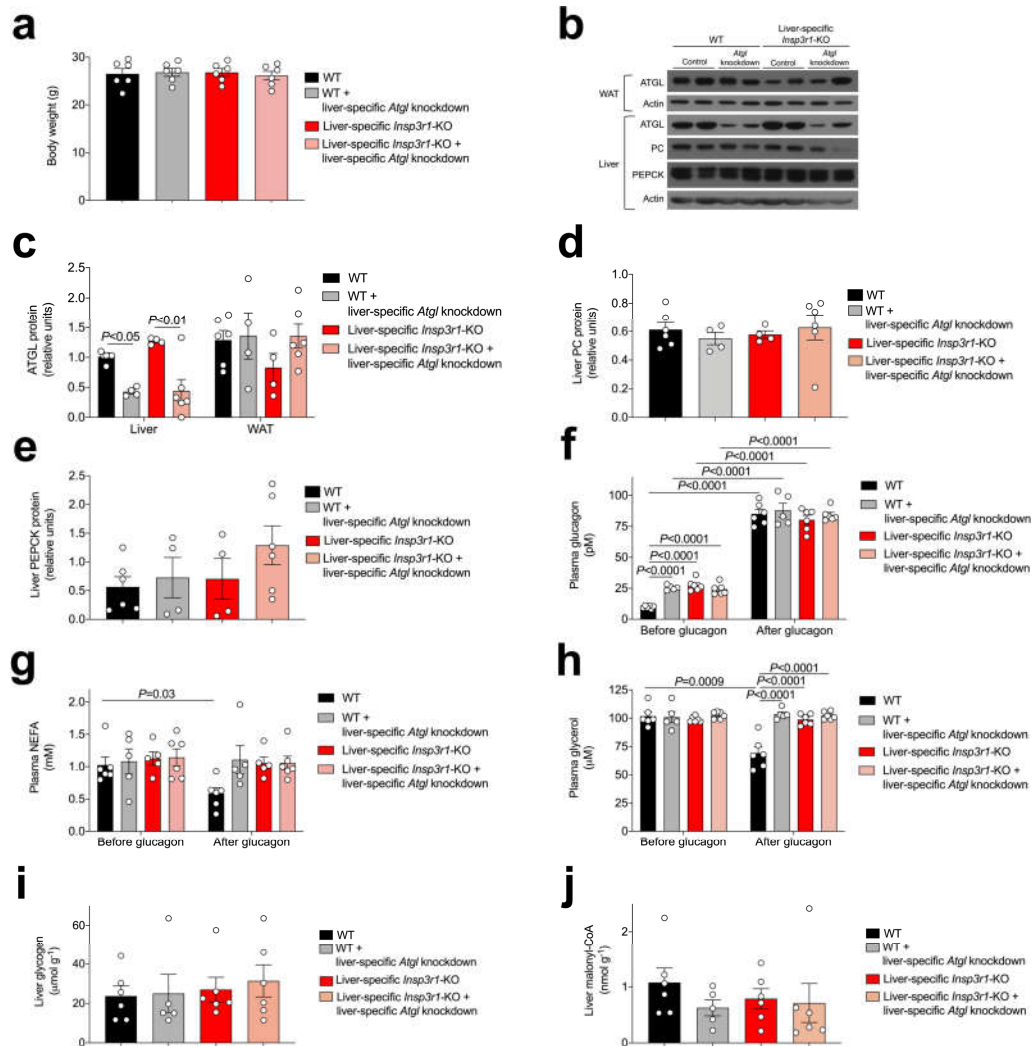 a
Body weight (g)
30
20
10
0
WT
WT +
liver-specific Atgl knockdown
Liver-specific Insp3r1-KO
Liver-specific Insp3r1-KO +
liver-specific Atgl knockdown
b
WT
Liver-specific
Insp3r1-KO
Control
Atgl
knockdown
Control
Atgl
knockdown
WAT
ATGL
Actin
Liver
ATGL
PC
PEPCK
Actin
c
ATGL protein
(relative units)
2.5
2.0
1.5
1.0
0.5
0.0
P<0.05
P<0.01
Liver
WAT
WT
WT +
liver-specific Atgl knockdown
Liver-specific Insp3r1-KO
Liver-specific Insp3r1-KO +
liver-specific Atgl knockdown
d
Liver PC protein
(relative units)
1.0
0.8
0.6
0.4
0.2
0.0
WT
WT +
liver-specific Atgl knockdown
Liver-specific Insp3r1-KO
Liver-specific Insp3r1-KO +
liver-specific Atgl knockdown
e
Liver PEPCK protein
(relative units)
2.5
2.0
1.5
1.0
0.5
0.0
WT
WT +
liver-specific Atgl knockdown
Liver-specific Insp3r1-KO
Liver-specific Insp3r1-KO +
liver-specific Atgl knockdown
f
Plasma glucagon
(pM)
100
75
50
25
0
P<0.0001
P<0.0001
P<0.0001
P<0.0001
P<0.0001
P<0.0001
P<0.0001
Before glucagon
After glucagon
WT
WT +
liver-specific Atgl knockdown
Liver-specific Insp3r1-KO
Liver-specific Insp3r1-KO +
liver-specific Atgl knockdown
g
Plasma NEFA
(mM)
2.0
1.5
1.0
0.5
0.0
P=0.03
Before glucagon
After glucagon
WT
WT +
liver-specific Atgl knockdown
Liver-specific Insp3r1-KO
Liver-specific Insp3r1-KO +
liver-specific Atgl knockdown
h
Plasma glycerol
(μM)
125
100
75
50
25
0
P=0.0009
P<0.0001
P<0.0001
P<0.0001
Before glucagon
After glucagon
WT
WT +
liver-specific Atgl knockdown
Liver-specific Insp3r1-KO
Liver-specific Insp3r1-KO +
liver-specific Atgl knockdown
i
Liver glycogen
(μmol g⁻¹)
60
40
20
0
WT
WT +
liver-specific Atgl knockdown
Liver-specific Insp3r1-KO
Liver-specific Insp3r1-KO +
liver-specific Atgl knockdown
j
Liver malonyl-CoA
(nmol g⁻¹)
2
1
0
WT
WT +
liver-specific Atgl knockdown
Liver-specific Insp3r1-KO
Liver-specific Insp3r1-KO +
liver-specific Atgl knockdown